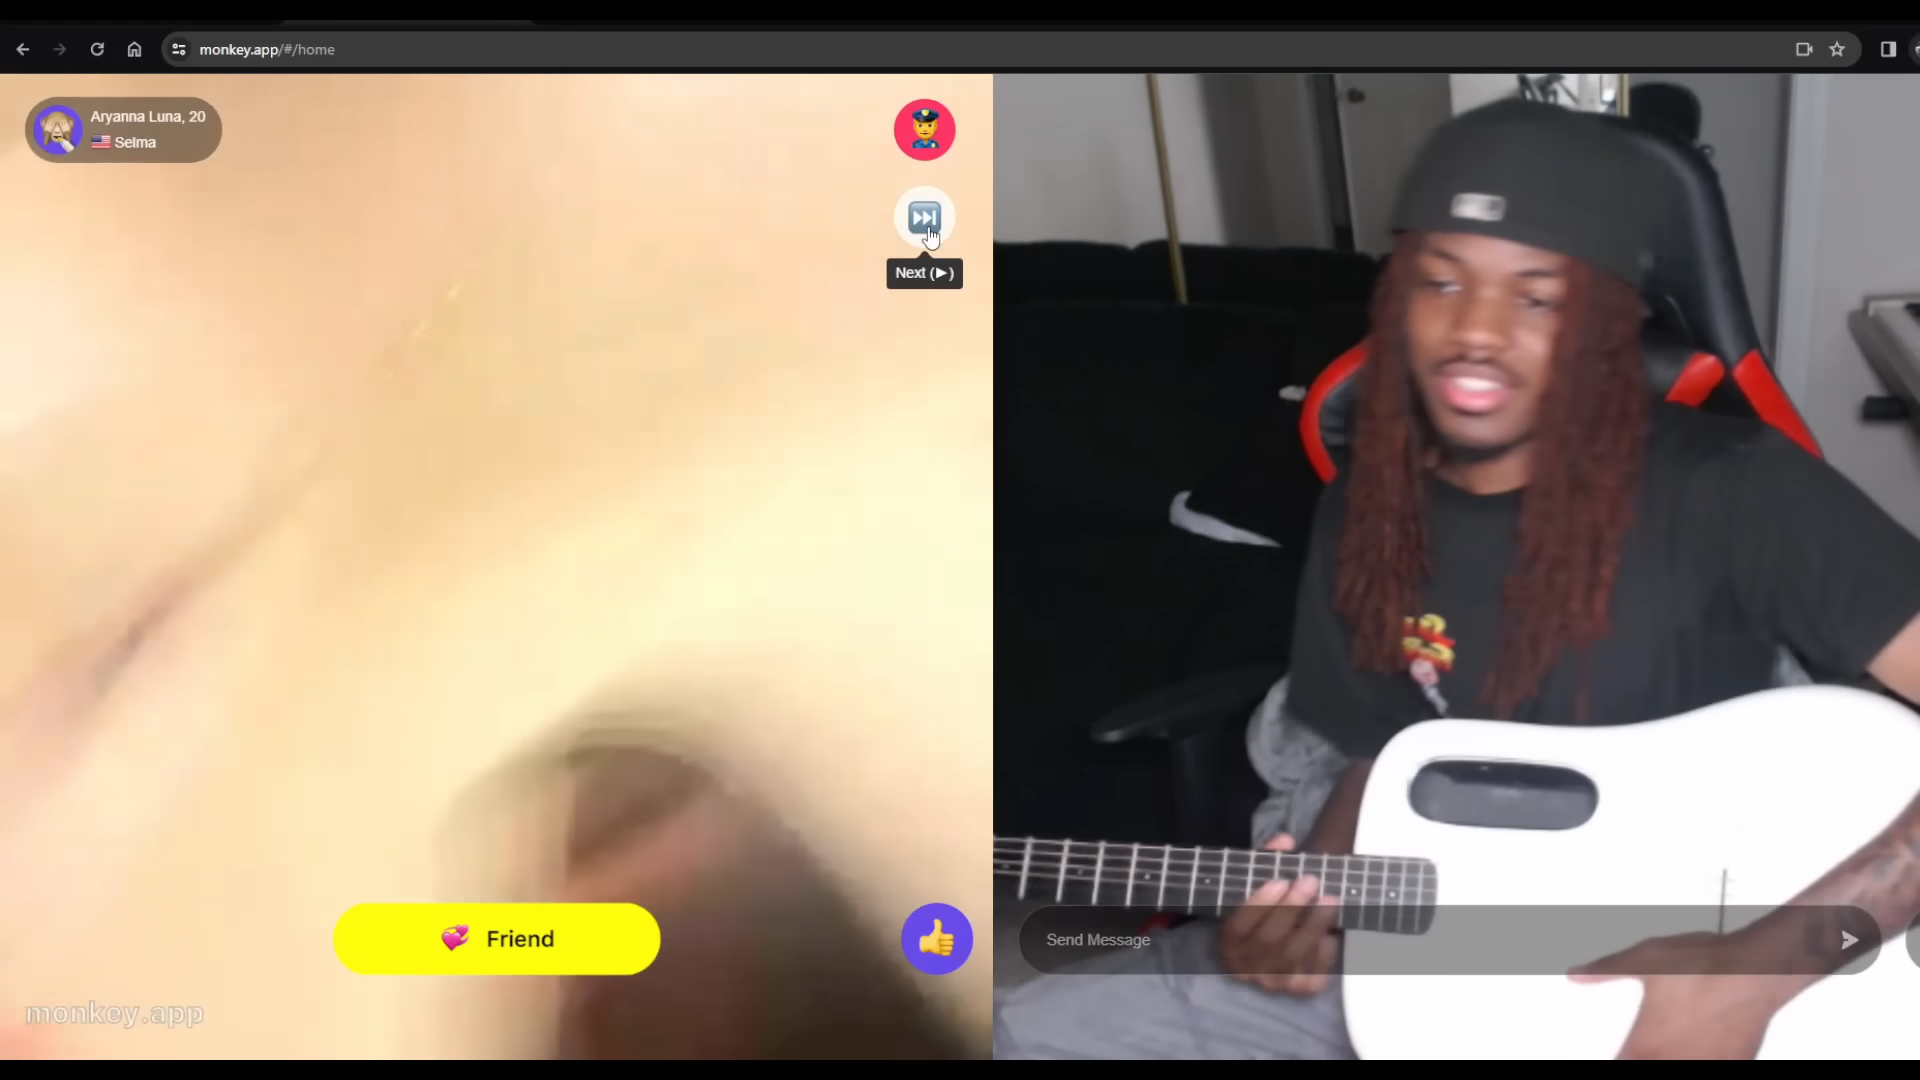 monkey.app/#/home
Aryanna Luna, 20
Selma
Next (▶)
Friend
Send Message
monkey.app